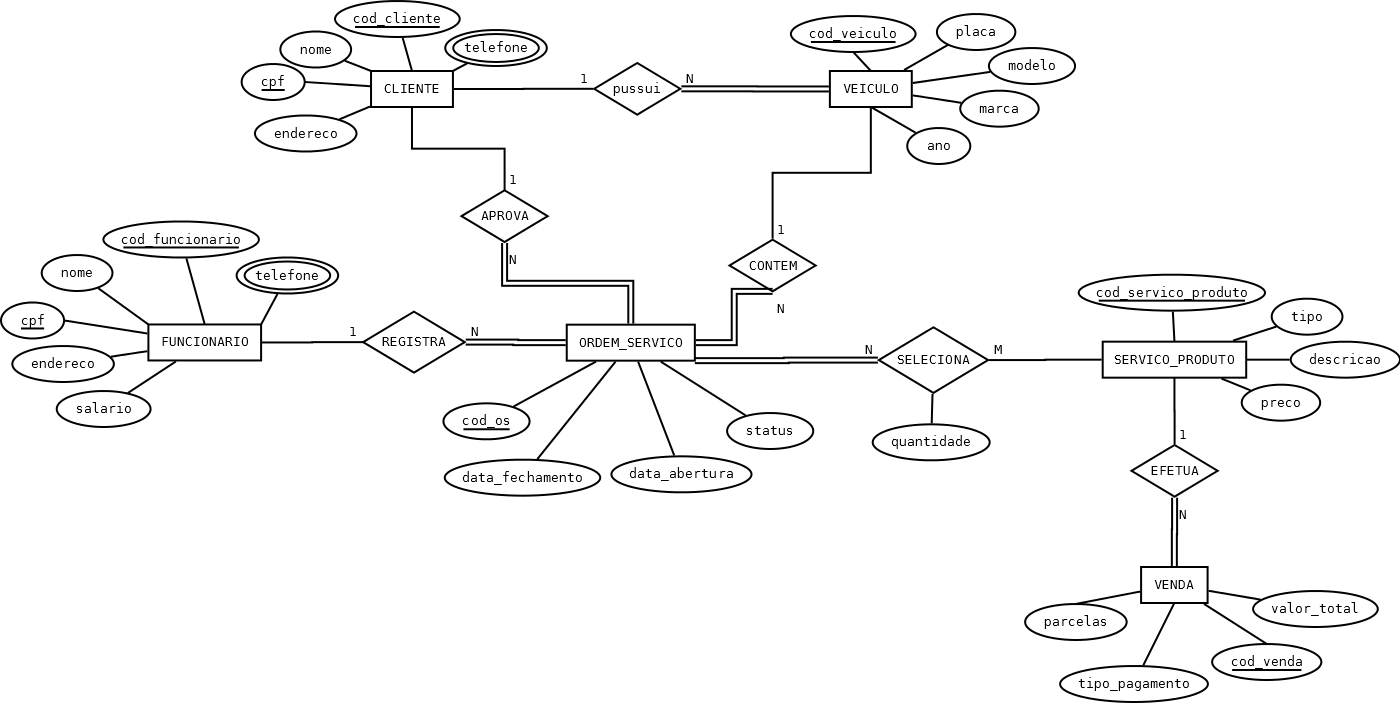 cod_cliente
nome
telefone
cpf
CLIENTE
endereco
1
pussui
N
cod_veiculo
placa
modelo
VEICULO
marca
ano
1
APROVA
N
1
CONTEM
N
cod_funcionario
nome
telefone
cpf
FUNCIONARIO
endereco
salario
1
REGISTRA
N
ORDEM_SERVICO
cod_os
data_fechamento
data_abertura
status
N
SELECIONA
M
quantidade
cod_servico_produto
tipo
SERVICO_PRODUTO
descricao
preco
1
EFETUA
N
VENDA
parcelas
valor_total
cod_venda
tipo_pagamento